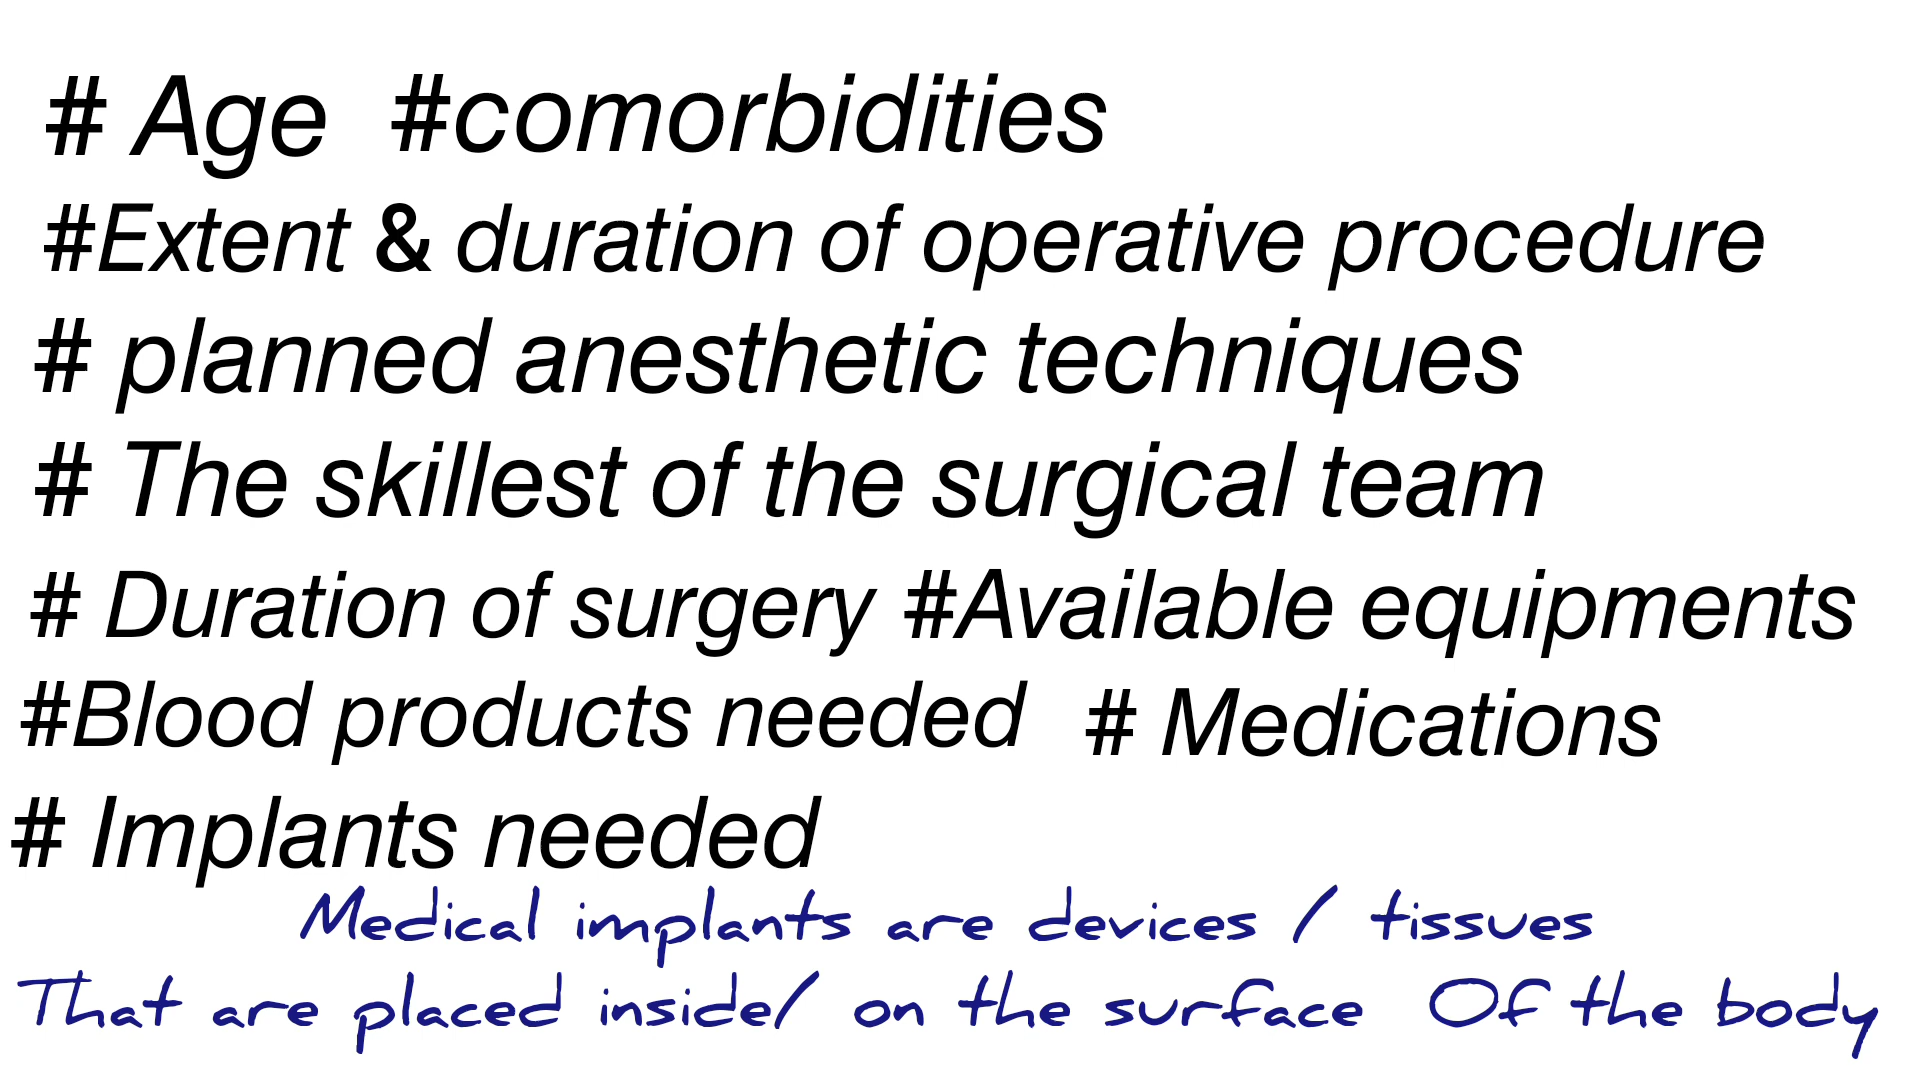 # Age #comorbidities
#Extent & duration of operative procedure
# planned anesthetic techniques
# The skillest of the surgical team
# Duration of surgery #Available equipments
#Blood products needed # Medications
# Implants needed
Medical implants are devices / tissues
That are placed inside/ on the surface Of the body